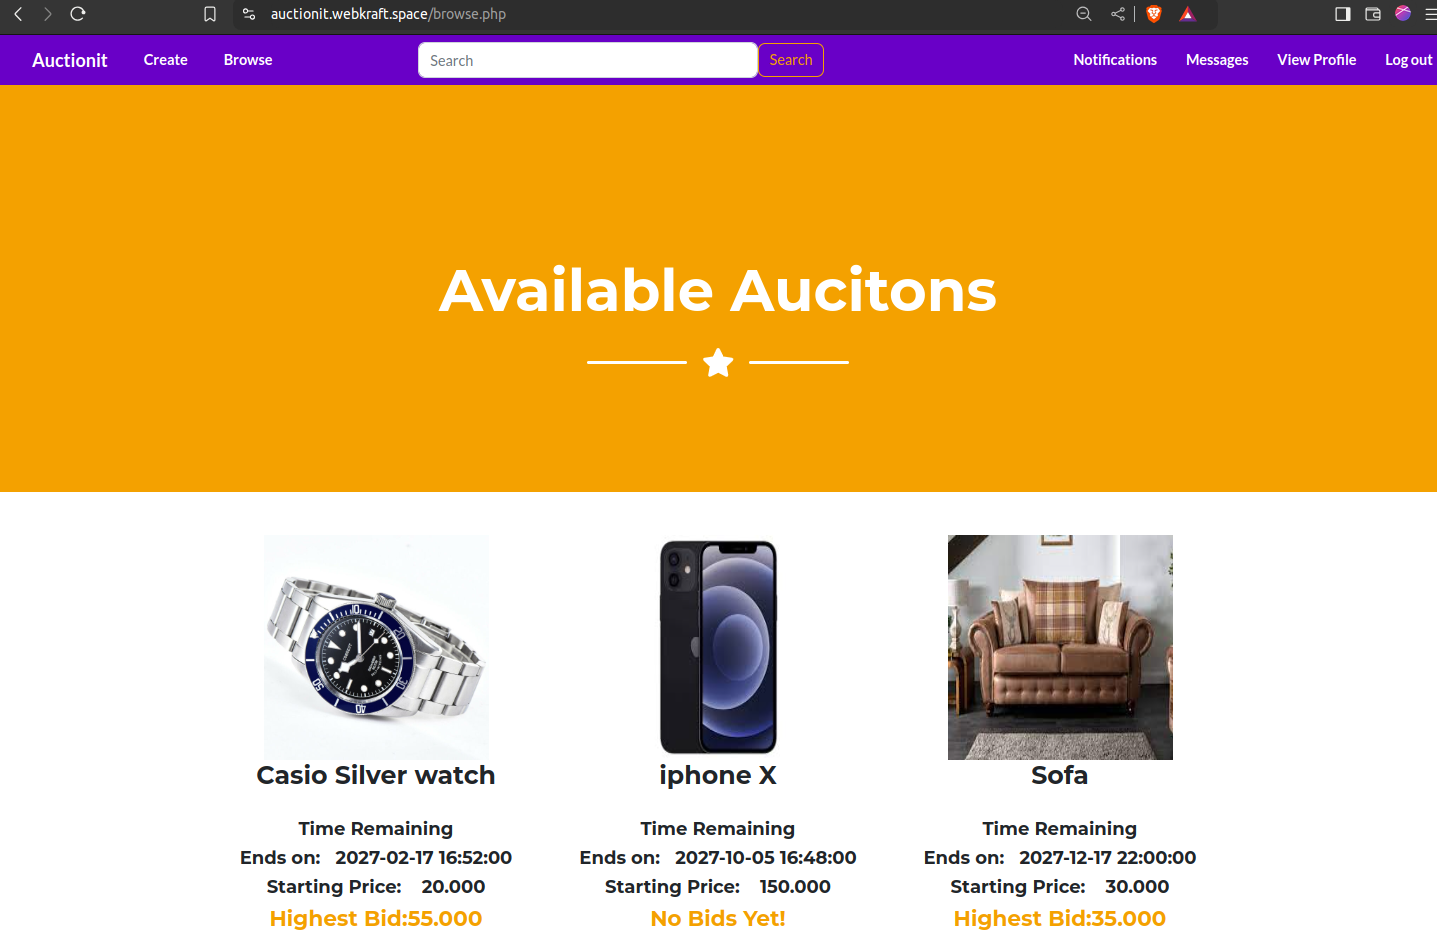 auctionit.webkraft.space/browse.php
Auctionit Create Browse Search Search Notifications Messages View Profile Log out
Available Aucitons
Casio Silver watch
Time Remaining
Ends on: 2027-02-17 16:52:00
Starting Price: 20.000
Highest Bid:55.000
iphone X
Time Remaining
Ends on: 2027-10-05 16:48:00
Starting Price: 150.000
No Bids Yet!
Sofa
Time Remaining
Ends on: 2027-12-17 22:00:00
Starting Price: 30.000
Highest Bid:35.000